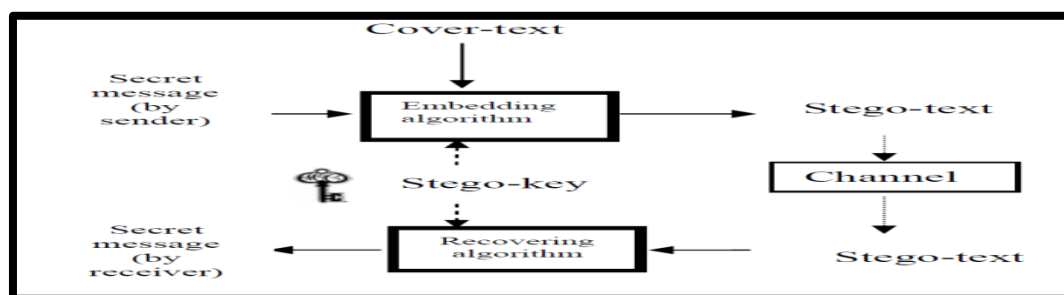 Cover-text
Secret
message
(by
sender)
Embedding
algorithm
Stego-text
Channel
Stego-key
Secret
message
(by
receiver)
Recovering
algorithm
Stego-text